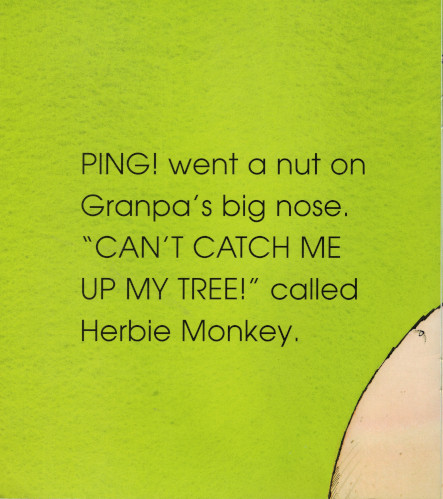 PING! went a nut on
Granpa's big nose.
“CAN'T CATCH ME
UP MY TREE!” called
Herbie Monkey.